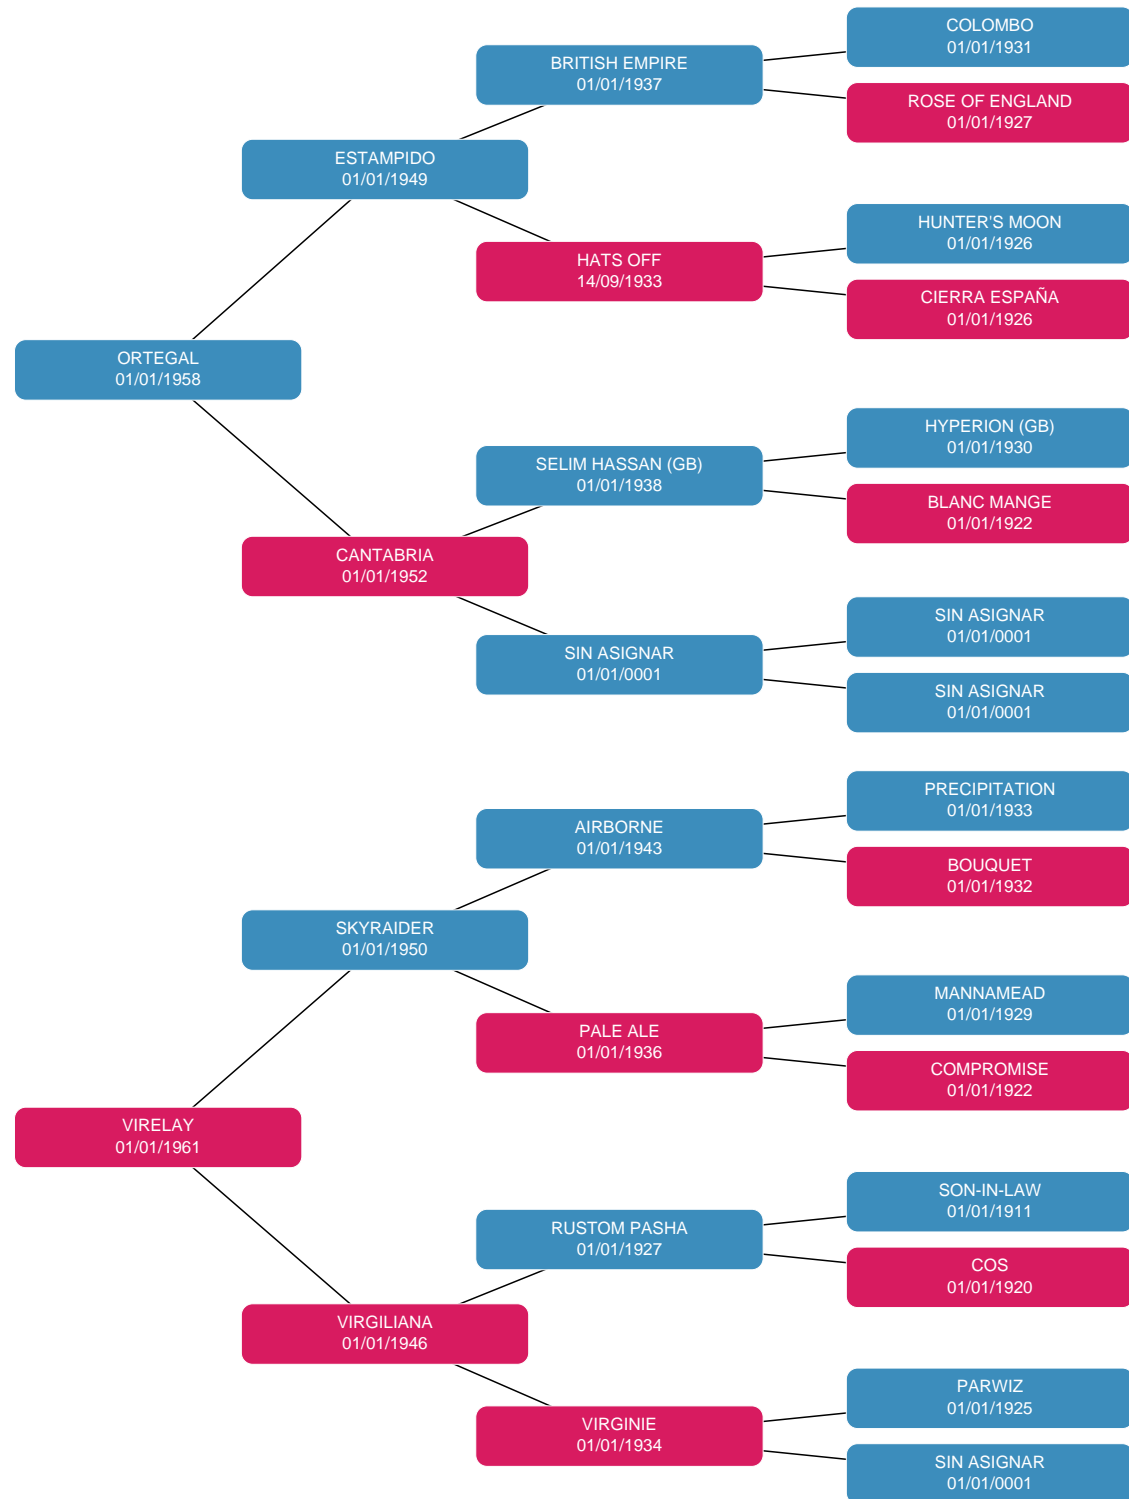 COLOMBO
01/01/1931
BRITISH EMPIRE
01/01/1937
ROSE OF ENGLAND
01/01/1927
ESTAMPIDO
01/01/1949
HUNTER'S MOON
01/01/1926
HATS OFF
14/09/1933
CIERRA ESPAÑA
01/01/1926
ORTEGAL
01/01/1958
HYPERION (GB)
01/01/1930
SELIM HASSAN (GB)
01/01/1938
BLANC MANGE
01/01/1922
CANTABRIA
01/01/1952
SIN ASIGNAR
01/01/0001
SIN ASIGNAR
01/01/0001
SIN ASIGNAR
01/01/0001
PRECIPITATION
01/01/1933
AIRBORNE
01/01/1943
BOUQUET
01/01/1932
SKYRAIDER
01/01/1950
MANNAMEAD
01/01/1929
PALE ALE
01/01/1936
COMPROMISE
01/01/1922
VIRELAY
01/01/1961
SON-IN-LAW
01/01/1911
RUSTOM PASHA
01/01/1927
COS
01/01/1920
VIRGILIANA
01/01/1946
PARWIZ
01/01/1925
VIRGINIE
01/01/1934
SIN ASIGNAR
01/01/0001